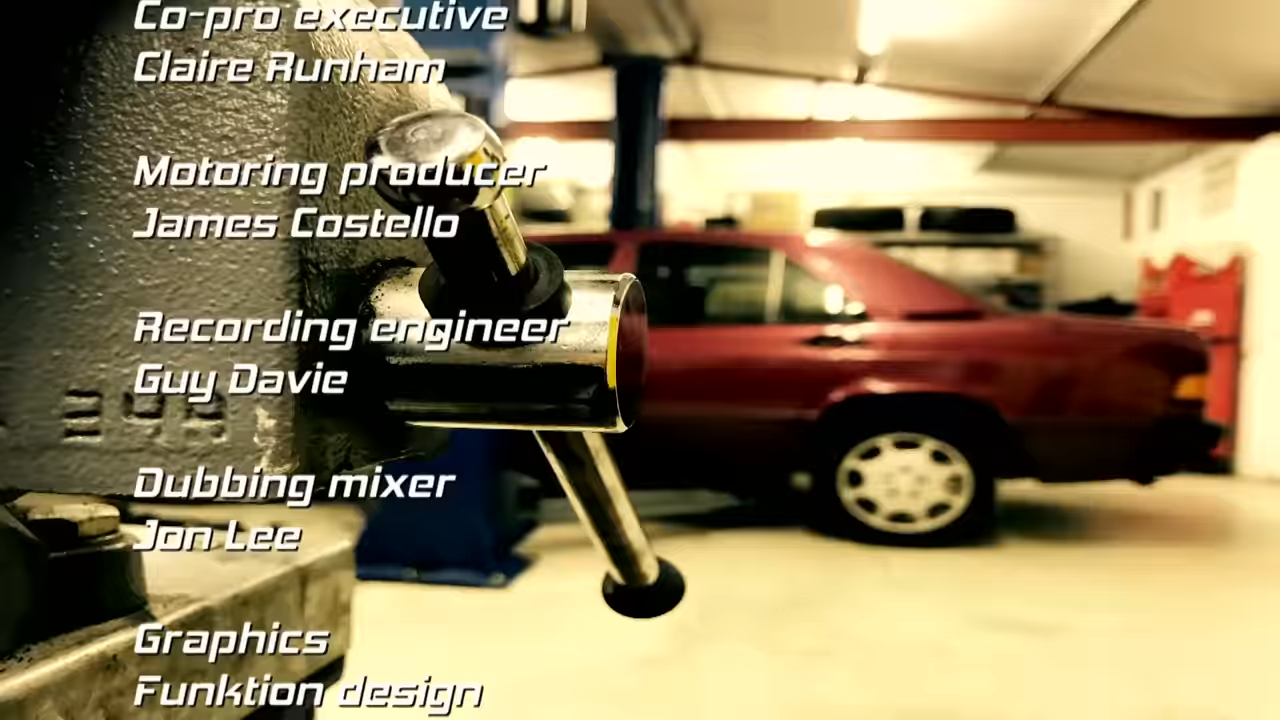 Co-pro executive
Claire Runham
Motoring producer
James Costello
Recording engineer
Guy Davie
Dubbing mixer
Jon Lee
Graphics
Funktion design